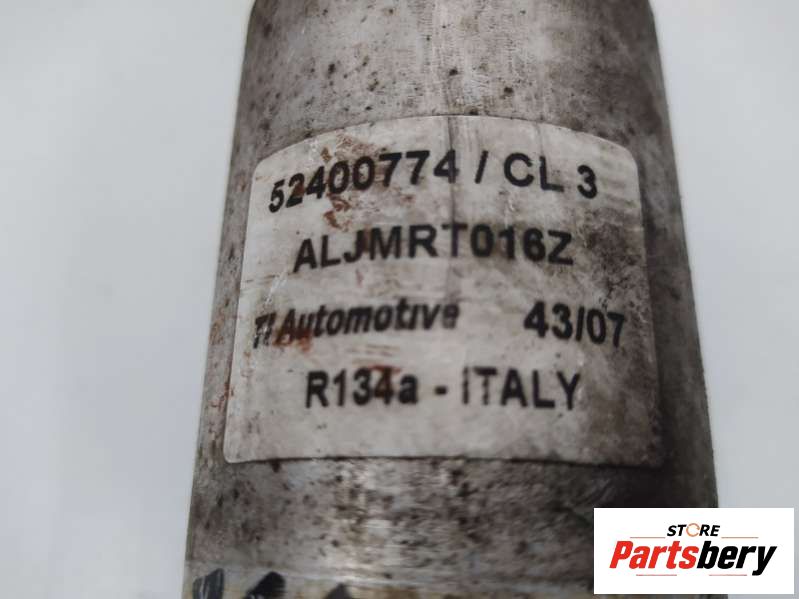 52400774 / CL 3
ALJMRT016Z
TI Automotive 43/07
R134a - ITALY
STORE
Partsbery